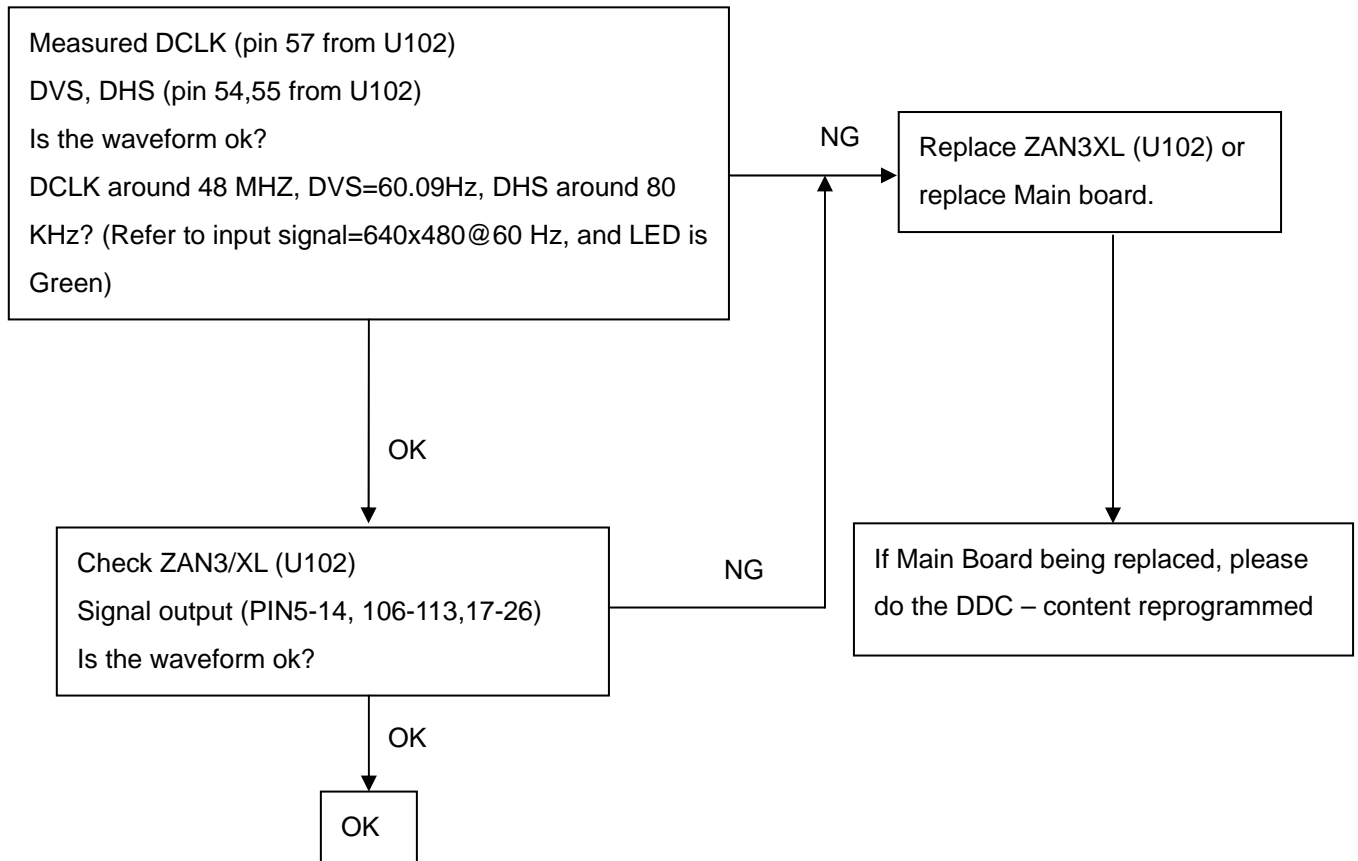 Measured DCLK (pin 57 from U102)
DVS, DHS (pin 54,55 from U102)
Is the waveform ok?
DCLK around 48 MHZ, DVS=60.09Hz, DHS around 80
KHz? (Refer to input signal=640x480@60 Hz, and LED is
Green)
NG
Replace ZAN3XL (U102) or
replace Main board.
OK
Check ZAN3/XL (U102)
Signal output (PIN5-14, 106-113,17-26)
Is the waveform ok?
NG
If Main Board being replaced, please
do the DDC – content reprogrammed
OK
OK